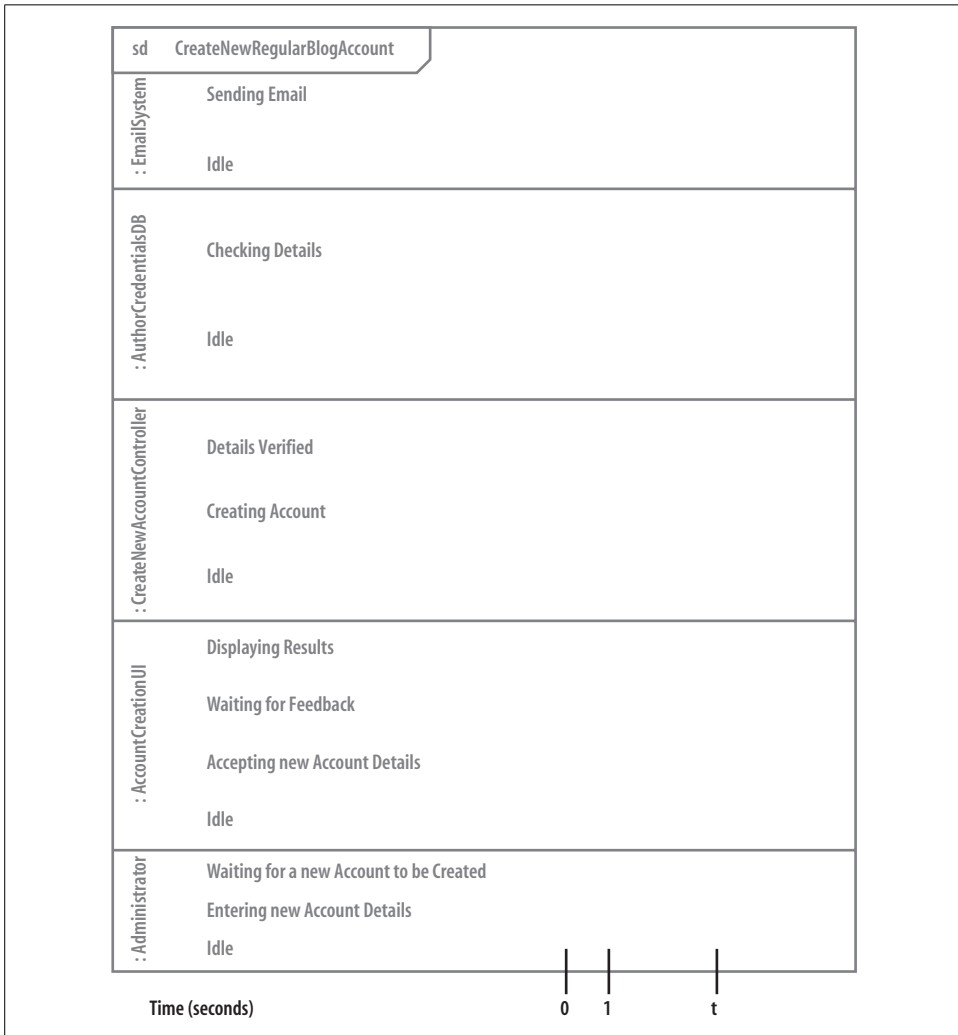 sd CreateNewRegularBlogAccount
: EmailSystem
Sending Email
Idle
: AuthorCredentialsDB
Checking Details
Idle
: CreateNewAccountController
Details Verified
Creating Account
Idle
: AccountCreationUI
Displaying Results
Waiting for Feedback
Accepting new Account Details
Idle
: Administrator
Waiting for a new Account to be Created
Entering new Account Details
Idle
Time (seconds) 0 1 t